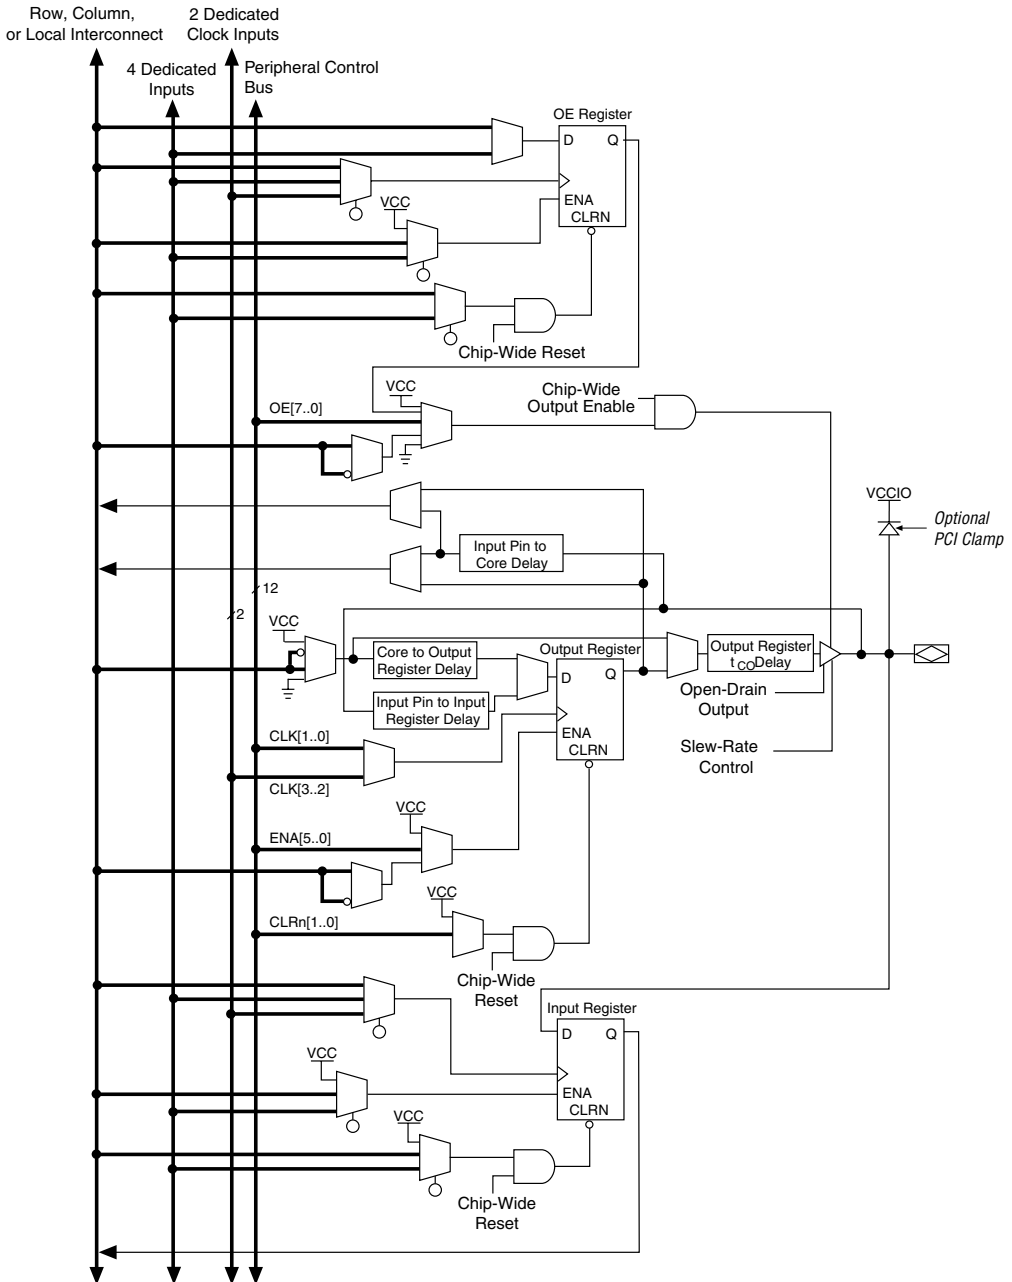 Row, Column,
or Local Interconnect
2 Dedicated
Clock Inputs
4 Dedicated
Inputs
Peripheral Control
Bus
OE Register
D Q
ENA
CLRN
VCC
Chip-Wide Reset
VCC
OE[7..0]
Chip-Wide
Output Enable
VCCIO
Optional
PCI Clamp
Input Pin to
Core Delay
12
2
VCC
Core to Output
Register Delay
Input Pin to Input
Register Delay
Output Register
D Q
ENA
CLRN
Output Register
tCO Delay
Open-Drain
Output
Slew-Rate
Control
CLK[1..0]
CLK[3..2]
VCC
ENA[5..0]
VCC
CLRn[1..0]
Chip-Wide
Reset
Input Register
D Q
ENA
CLRN
VCC
VCC
Chip-Wide
Reset